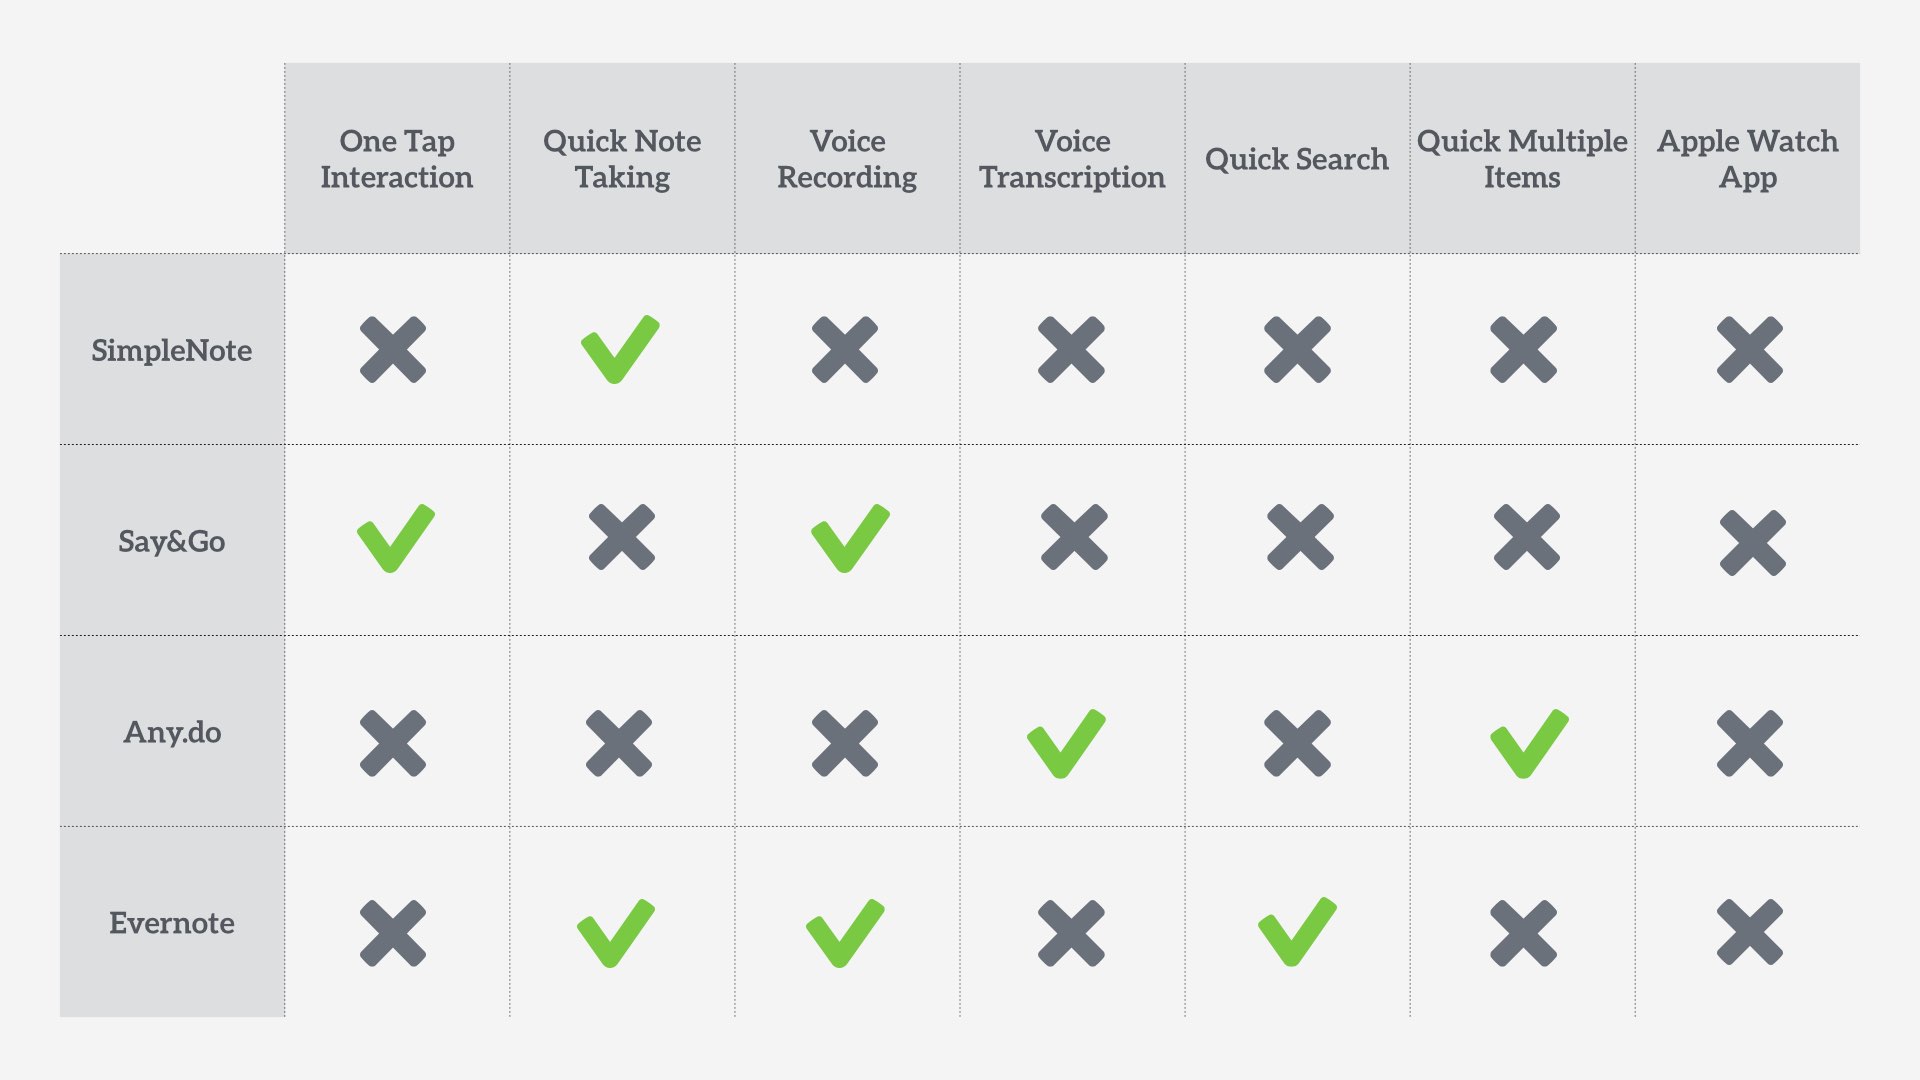 One Tap
Interaction
Quick Note
Taking
Voice
Recording
Voice
Transcription
Quick Search
Quick Multiple
Items
Apple Watch
App
SimpleNote
Say&Go
Any.do
Evernote